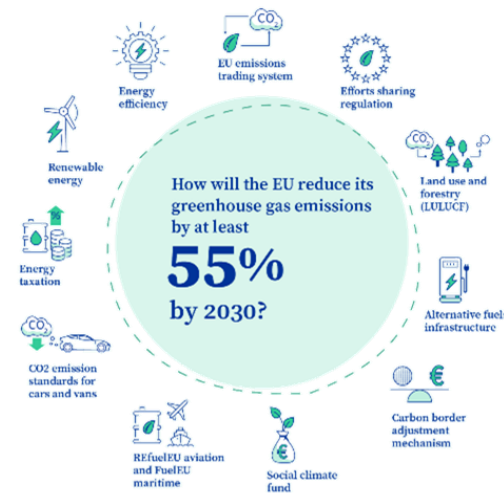 CO2
EU emissions
trading system
Efforts sharing
regulation
CO2
Land use and
forestry
(LULUCF)
Alternative fuels
infrastructure
€
Carbon border
adjustment
mechanism
€
Social climate
fund
REfuelEU aviation
and FuelEU
maritime
CO2
CO2 emission
standards for
cars and vans
%
Energy
taxation
Renewable
energy
Energy
efficiency
How will the EU reduce its
greenhouse gas emissions
by at least
55%
by 2030?